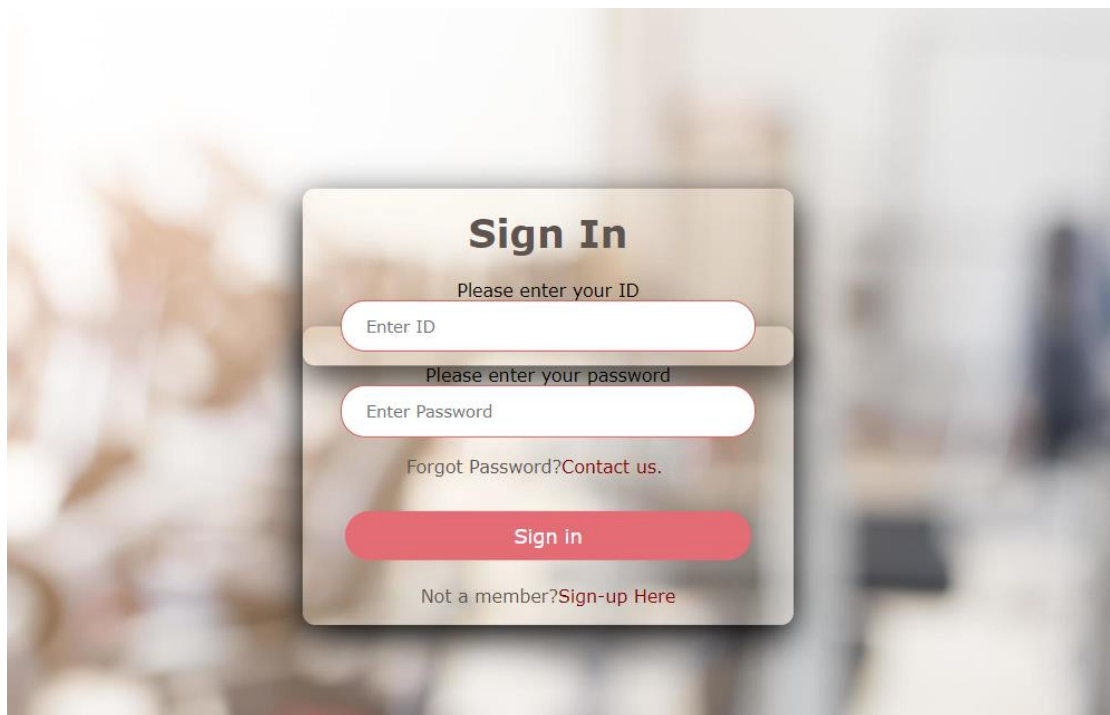 Sign In
Please enter your ID
Enter ID
Please enter your password
Enter Password
Forgot Password?Contact us.
Sign in
Not a member?Sign-up Here